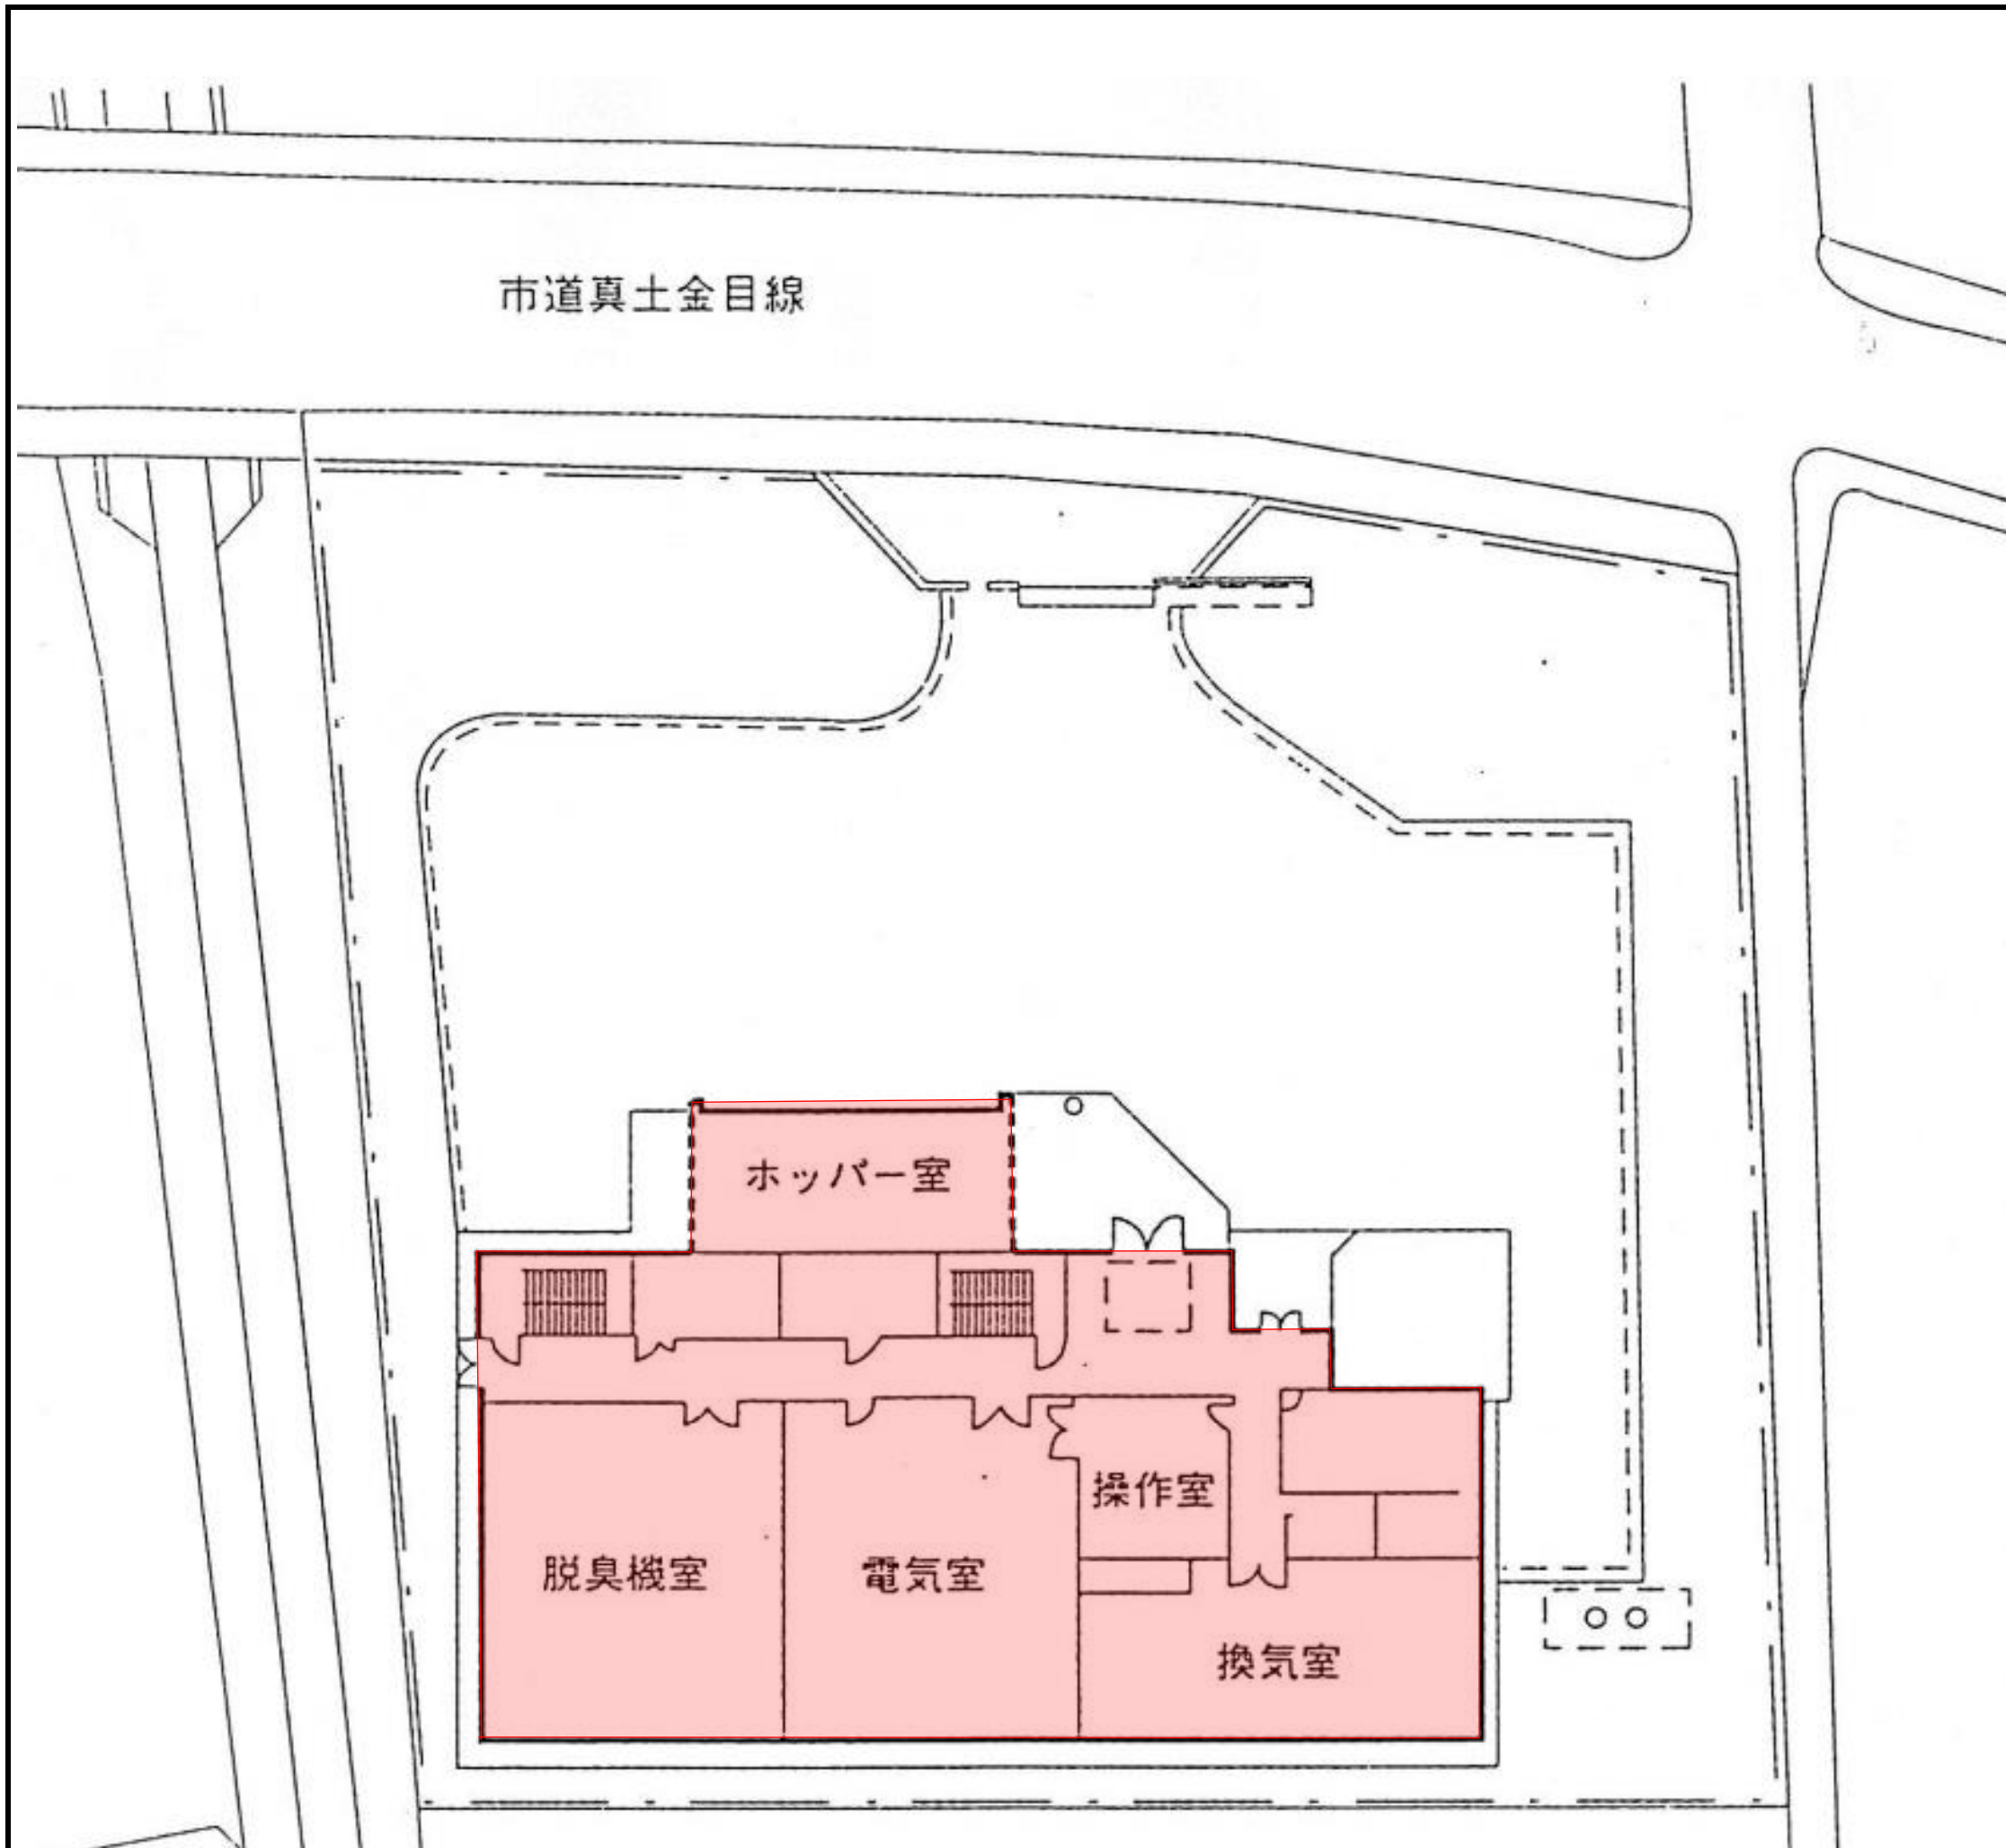 市道真土金目線
ホッパー室
操作室
脱臭機室
電気室
換気室